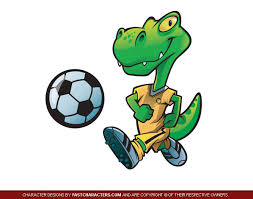 CHARACTER DESIGNS BY FASTCHARACTERS.COM AND ARE COPYRIGHT © OF THEIR RESPECTIVE OWNERS.